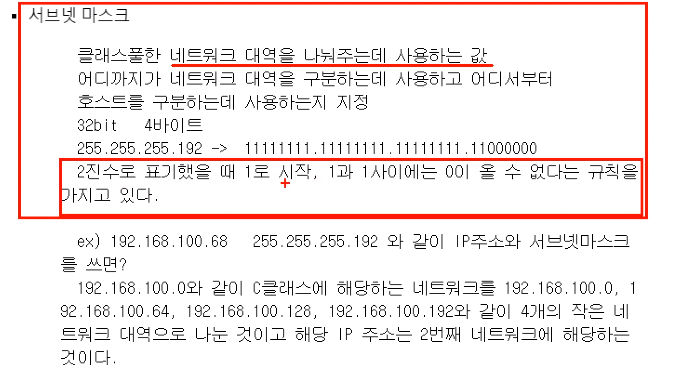 ▪ 서브넷 마스크
클래스풀한 네트워크 대역을 나눠주는데 사용하는 값
어디까지가 네트워크 대역을 구분하는데 사용하고 어디서부터
호스트를 구분하는데 사용하는지 지정
32bit 4바이트
255.255.255.192 -> 11111111.11111111.11111111.11000000
2진수로 표기했을 때 1로 시작, 1과 1사이에는 0이 올 수 없다는 규칙을
가지고 있다.
ex) 192.168.100.68 255.255.255.192 와 같이 IP주소와 서브넷마스크
를 쓰면?
192.168.100.0와 같이 C클래스에 해당하는 네트워크를 192.168.100.0, 1
92.168.100.64, 192.168.100.128, 192.168.100.192와 같이 4개의 작은 네
트워크 대역으로 나눈 것이고 해당 IP 주소는 2번째 네트워크에 해당하는
것이다.